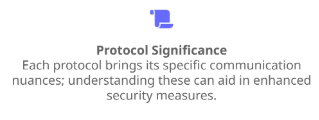 Protocol Significance
Each protocol brings its specific communication
nuances; understanding these can aid in enhanced
security measures.